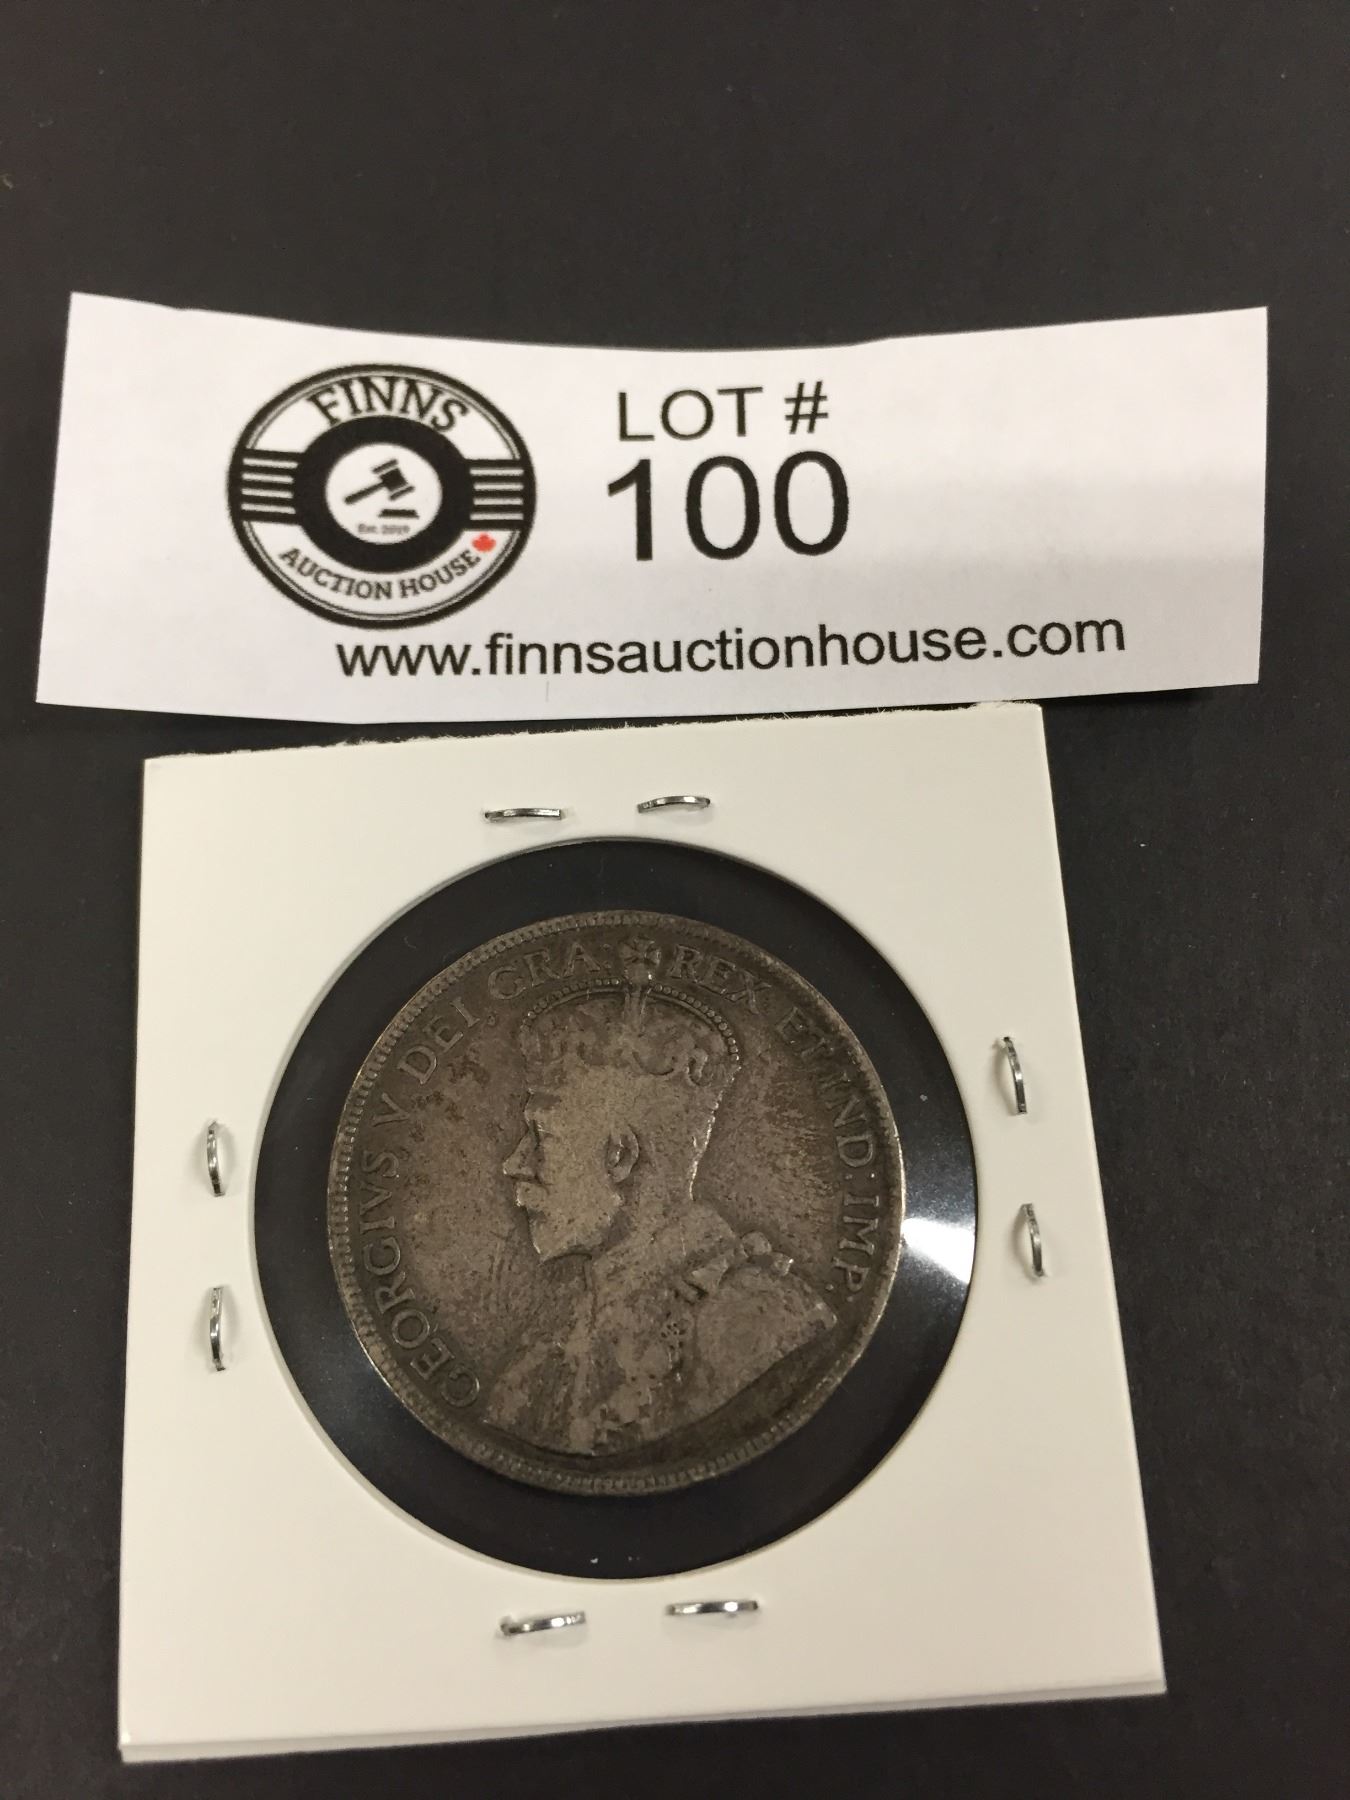 FINNS
Est. 2019
AUCTION HOUSE
LOT #
100
www.finnsauctionhouse.com
GEORGIVS V DEI GRA: REX ET IND: IMP: